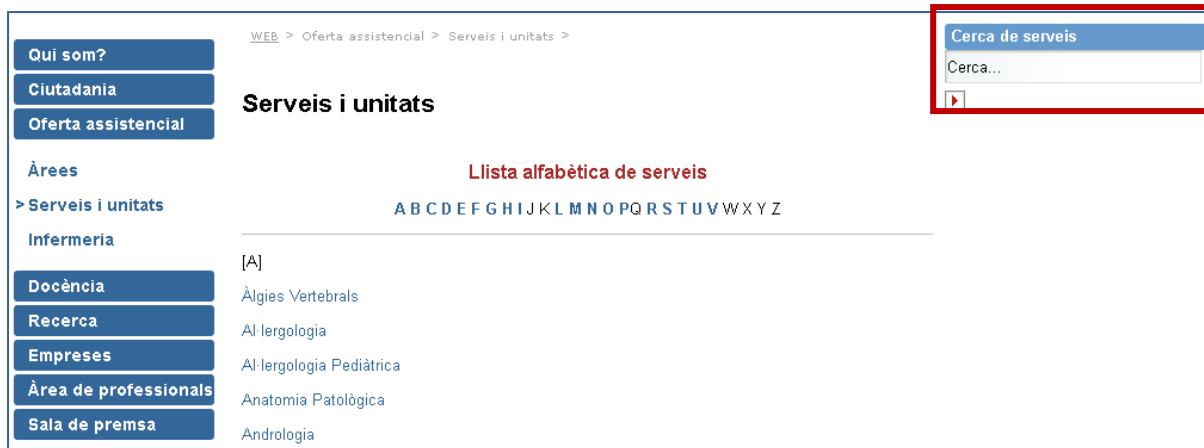 WEB > Oferta assistencial > Serveis i unitats >
Qui som?
Ciutadania
Oferta assistencial
Àrees
> Serveis i unitats
Infermeria
Docència
Recerca
Empreses
Àrea de professionals
Sala de premsa
Serveis i unitats
Llista alfabètica de serveis
A B C D E F G H I J K L M N O P Q R S T U V W X Y Z
[A]
Àlgies Vertebrals
Al·lergologia
Al·lergologia Pediàtrica
Anatomia Patològica
Andrologia
Cerca de serveis
Cerca...